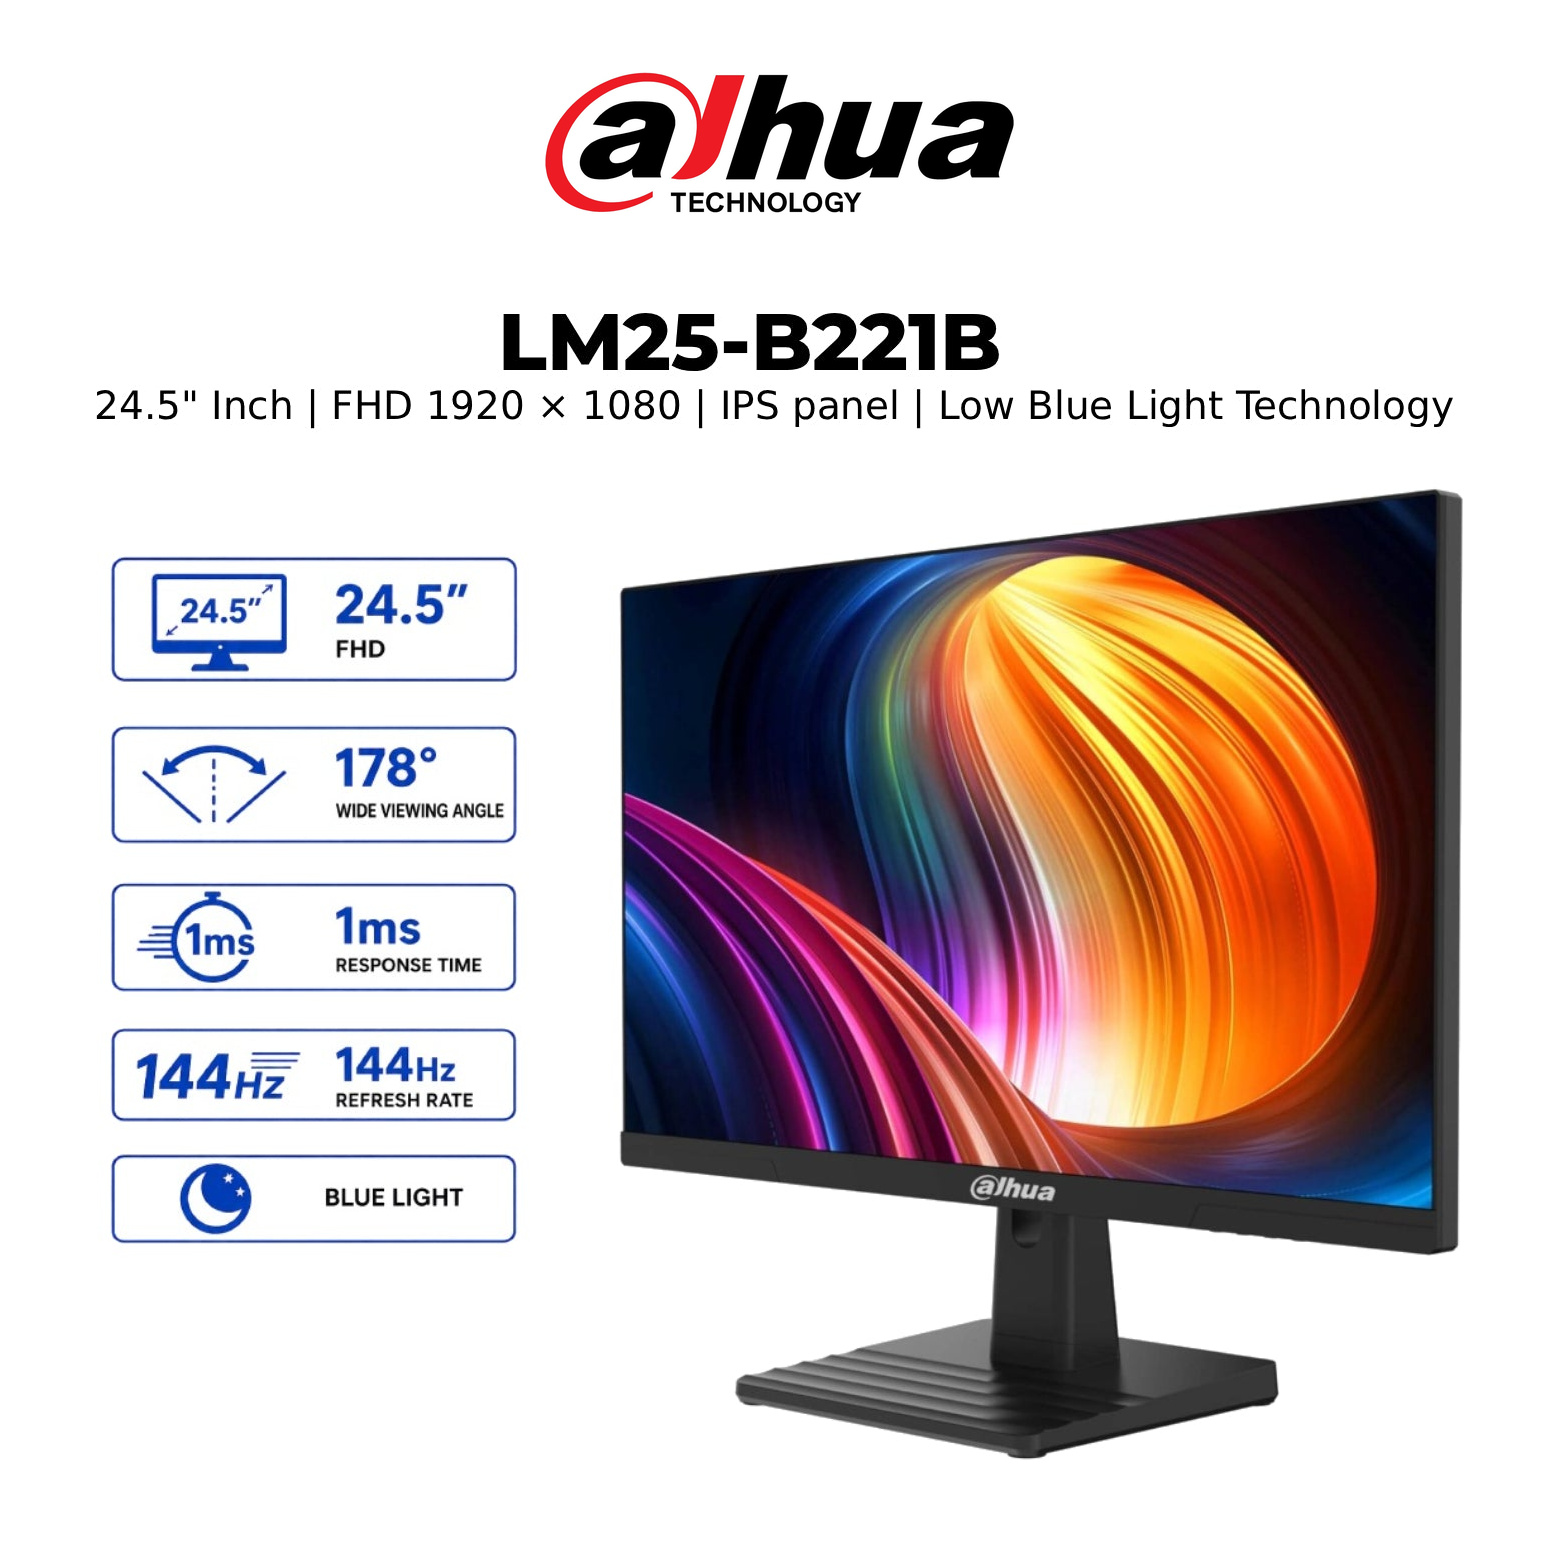 alhua
TECHNOLOGY
LM25-B221B
24.5" Inch | FHD 1920 × 1080 | IPS panel | Low Blue Light Technology
24.5”
24.5”
FHD
178°
WIDE VIEWING ANGLE
1ms
1ms
RESPONSE TIME
144Hz
144Hz
REFRESH RATE
BLUE LIGHT
alhua